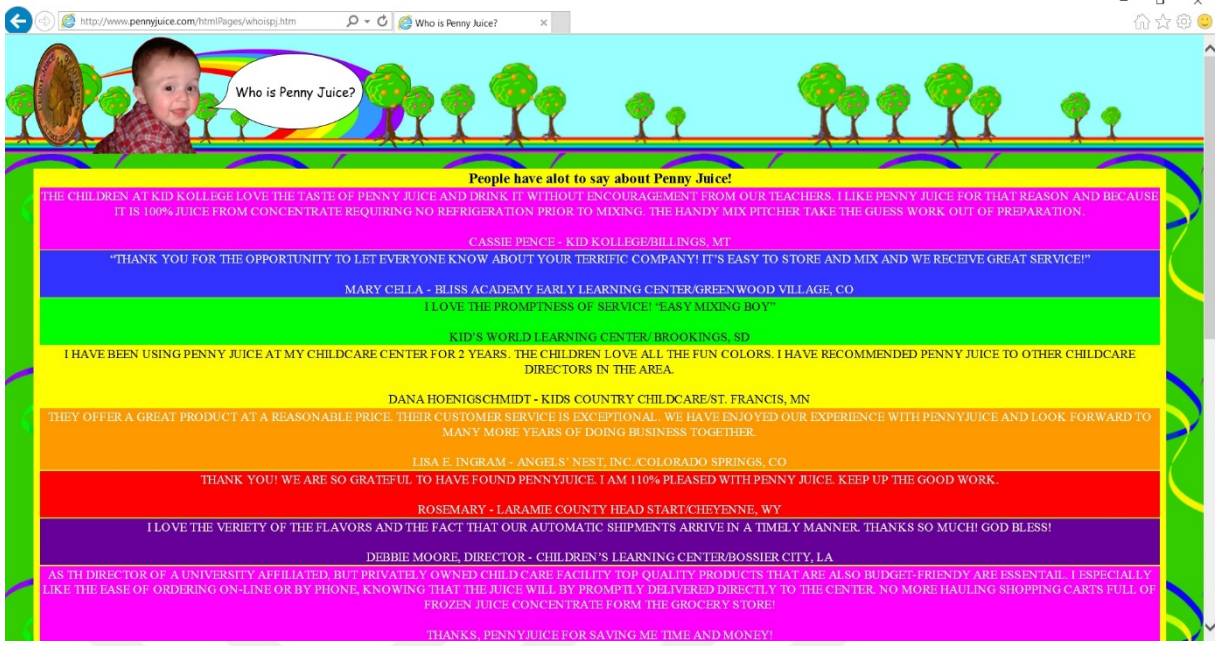 http://www.pennyjuice.com/htmlPages/whoispj.htm
Who is Penny Juice?
Who is Penny Juice?
People have alot to say about Penny Juice!
THE CHILDREN AT KID KOLLEGE LOVE THE TASTE OF PENNY JUICE AND DRINK IT WITHOUT ENCOURAGEMENT FROM OUR TEACHERS. I LIKE PENNY JUICE FOR THAT REASON AND BECAUSE
IT IS 100% JUICE FROM CONCENTRATE REQUIRING NO REFRIGERATION PRIOR TO MIXING. THE HANDY MIX PITCHER TAKE THE GUESS WORK OUT OF PREPARATION.
CASSIE PENCE - KID KOLLEGE/BILLINGS, MT
“THANK YOU FOR THE OPPORTUNITY TO LET EVERYONE KNOW ABOUT YOUR TERRIFIC COMPANY! IT’S EASY TO STORE AND MIX AND WE RECEIVE GREAT SERVICE!”
MARY CELLA - BLISS ACADEMY EARLY LEARNING CENTER/GREENWOOD VILLAGE, CO
I LOVE THE PROMPTNESS OF SERVICE! “EASY MIXING BOY”
KID’S WORLD LEARNING CENTER/ BROOKINGS, SD
I HAVE BEEN USING PENNY JUICE AT MY CHILDCARE CENTER FOR 2 YEARS. THE CHILDREN LOVE ALL THE FUN COLORS. I HAVE RECOMMENDED PENNY JUICE TO OTHER CHILDCARE
DIRECTORS IN THE AREA.
DANA HOENIGSCHMIDT - KIDS COUNTRY CHILDCARE/ST. FRANCIS, MN
THEY OFFER A GREAT PRODUCT AT A REASONABLE PRICE. THEIR CUSTOMER SERVICE IS EXCEPTIONAL. WE HAVE ENJOYED OUR EXPERIENCE WITH PENNYJUICE AND LOOK FORWARD TO
MANY MORE YEARS OF DOING BUSINESS TOGETHER.
LISA E. INGRAM - ANGELS’ NEST, INC./COLORADO SPRINGS, CO
THANK YOU! WE ARE SO GRATEFUL TO HAVE FOUND PENNYJUICE. I AM 110% PLEASED WITH PENNY JUICE. KEEP UP THE GOOD WORK.
ROSEMARY - LARAMIE COUNTY HEAD START/CHEYENNE, WY
I LOVE THE VERIETY OF THE FLAVORS AND THE FACT THAT OUR AUTOMATIC SHIPMENTS ARRIVE IN A TIMELY MANNER. THANKS SO MUCH! GOD BLESS!
DEBBIE MOORE, DIRECTOR - CHILDREN’S LEARNING CENTER/BOSSIER CITY, LA
AS TH DIRECTOR OF A UNIVERSITY AFFILIATED, BUT PRIVATELY OWNED CHILD CARE FACILITY TOP QUALITY PRODUCTS THAT ARE ALSO BUDGET-FRIENDY ARE ESSENTAIL. I ESPECIALLY
LIKE THE EASE OF ORDERING ON-LINE OR BY PHONE, KNOWING THAT THE JUICE WILL BY PROMPTLY DELIVERED DIRECTLY TO THE CENTER. NO MORE HAULING SHOPPING CARTS FULL OF
FROZEN JUICE CONCENTRATE FORM THE GROCERY STORE!
THANKS, PENNYJUICE FOR SAVING ME TIME AND MONEY!